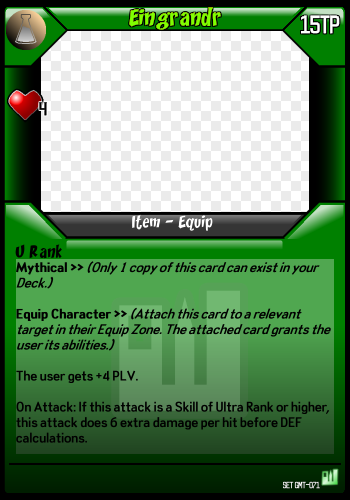 Eingrandr
15TP
4
Item - Equip
U Rank
Mythical >> (Only 1 copy of this card can exist in your
Deck.)
Equip Character >> (Attach this card to a relevant
target in their Equip Zone. The attached card grants the
user its abilities.)
The user gets +4 PLV.
On Attack: If this attack is a Skill of Ultra Rank or higher,
this attack does 6 extra damage per hit before DEF
calculations.
SET GMT-071